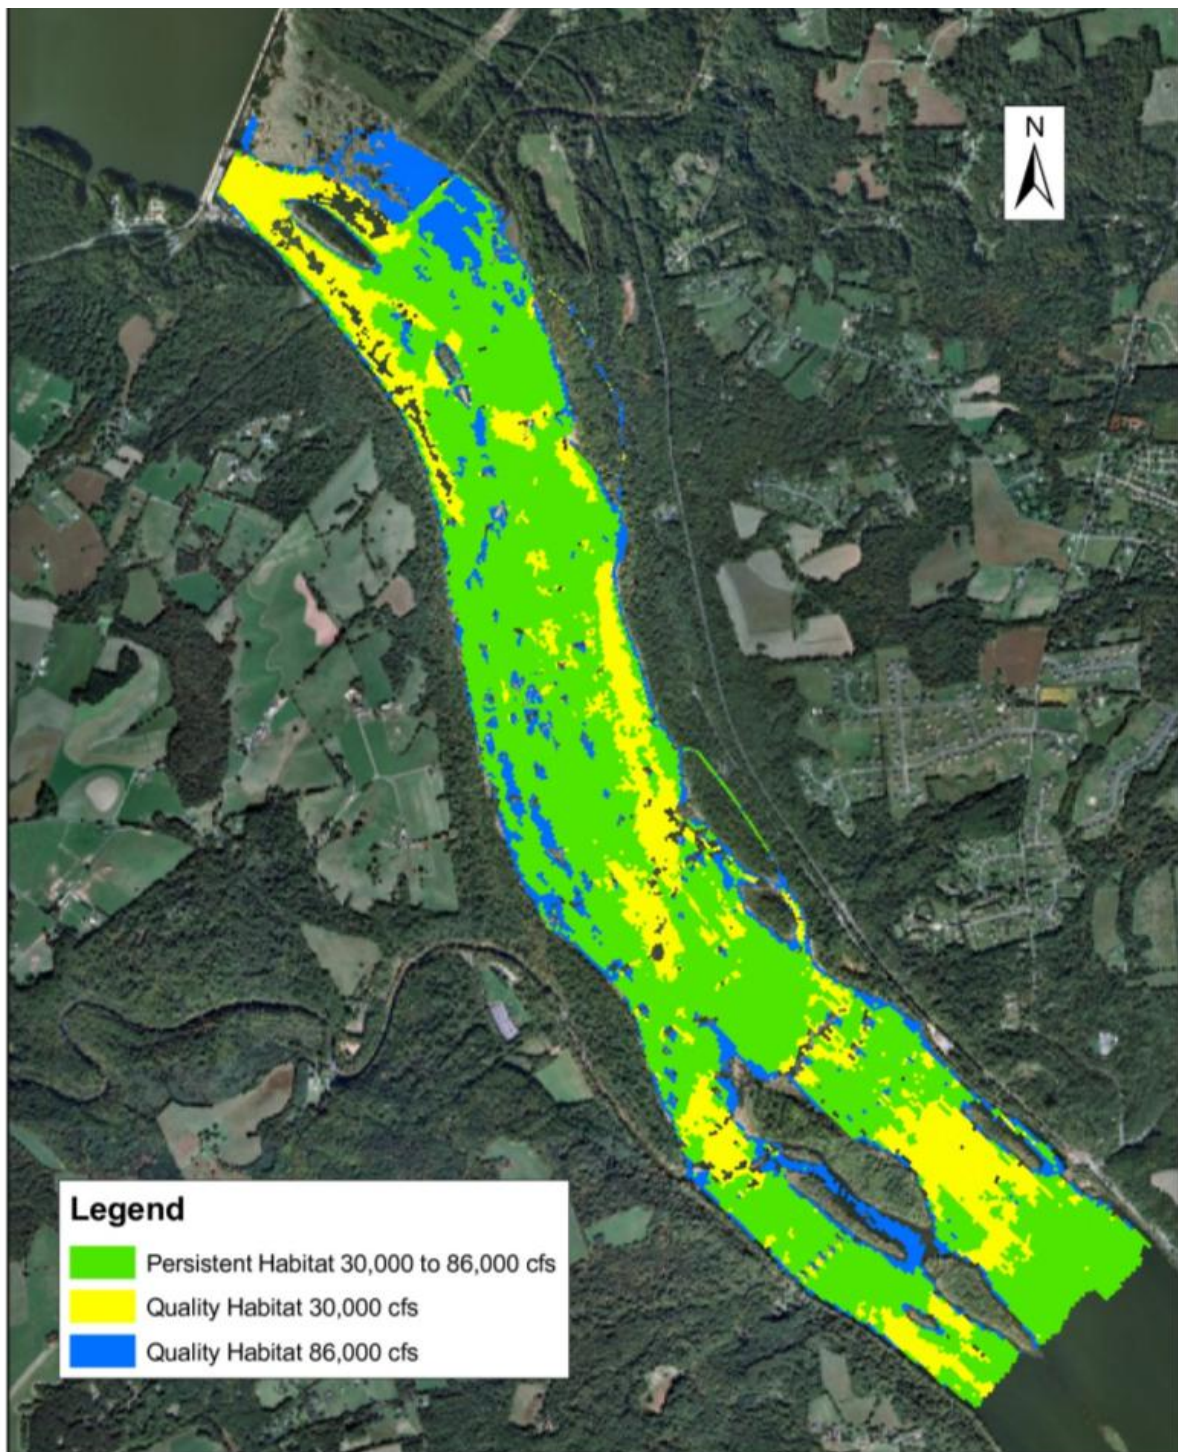 N
Legend
Persistent Habitat 30,000 to 86,000 cfs
Quality Habitat 30,000 cfs
Quality Habitat 86,000 cfs